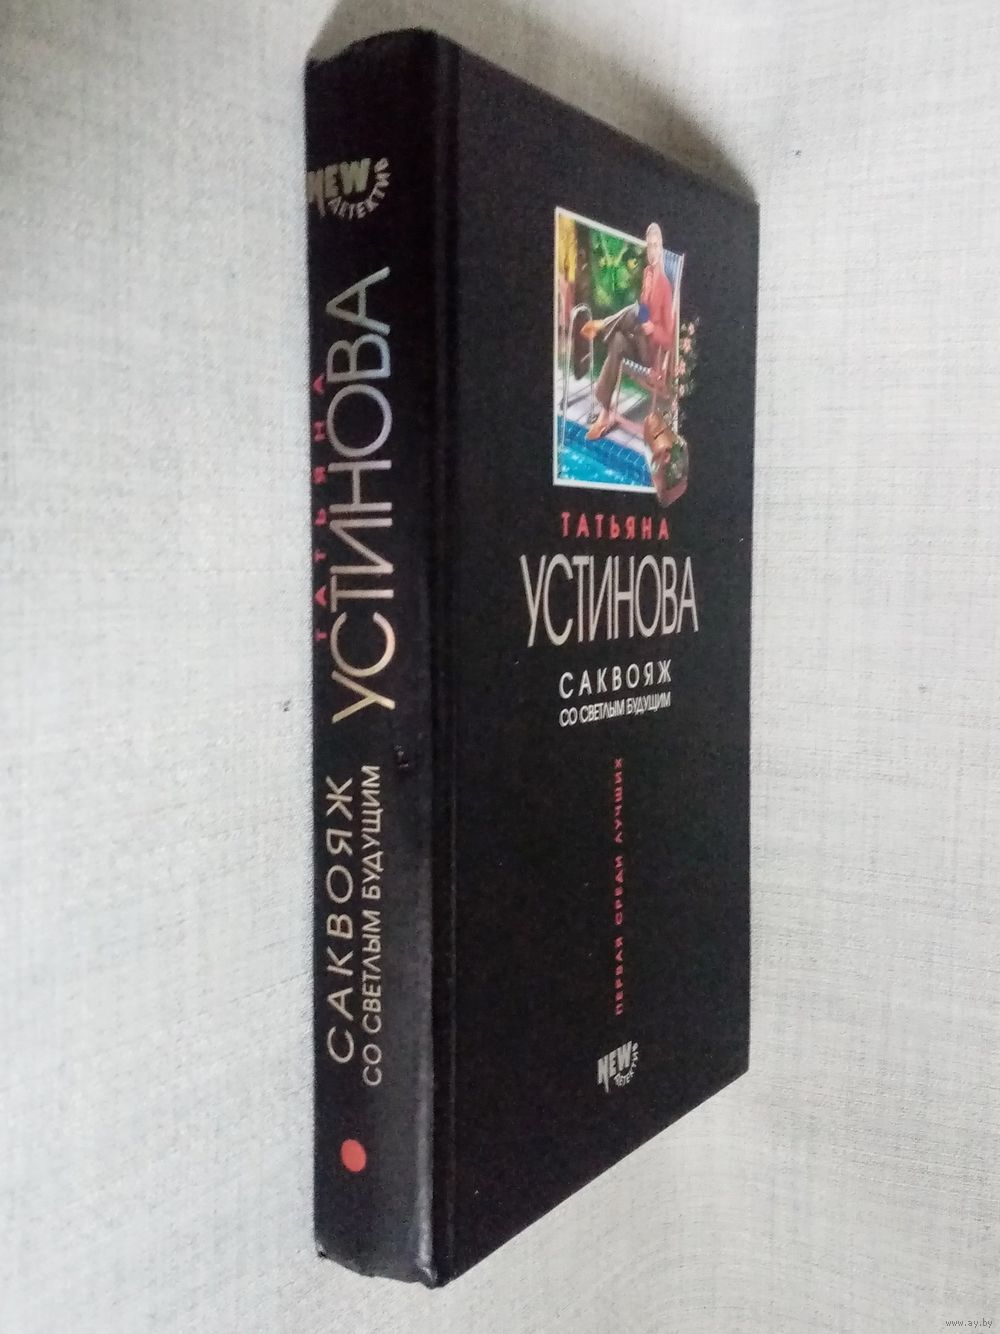 NEW
ДЕТЕКТИВ
ТАТЬЯНА
УСТИНОВА
САКВОЯЖ
СО СВЕТЛЫМ БУДУЩИМ
ТАТЬЯНА
УСТИНОВА
САКВОЯЖ
СО СВЕТЛЫМ БУДУЩИМ
ПЕРВАЯ СРЕДИ ЛУЧШИХ
NEW
ДЕТЕКТИВ
www.ay.by